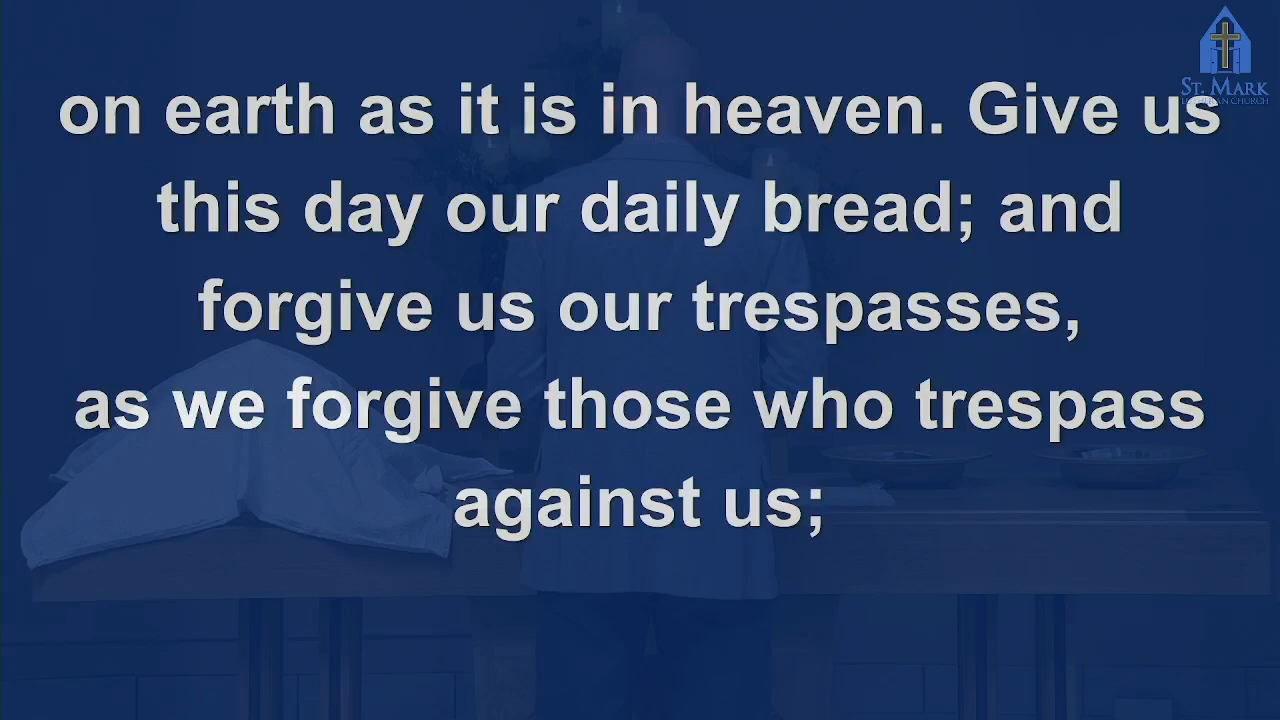 on earth as it is in heaven. Give us
this day our daily bread; and
forgive us our trespasses,
as we forgive those who trespass
against us;
ST. MARK
LUTHERAN CHURCH